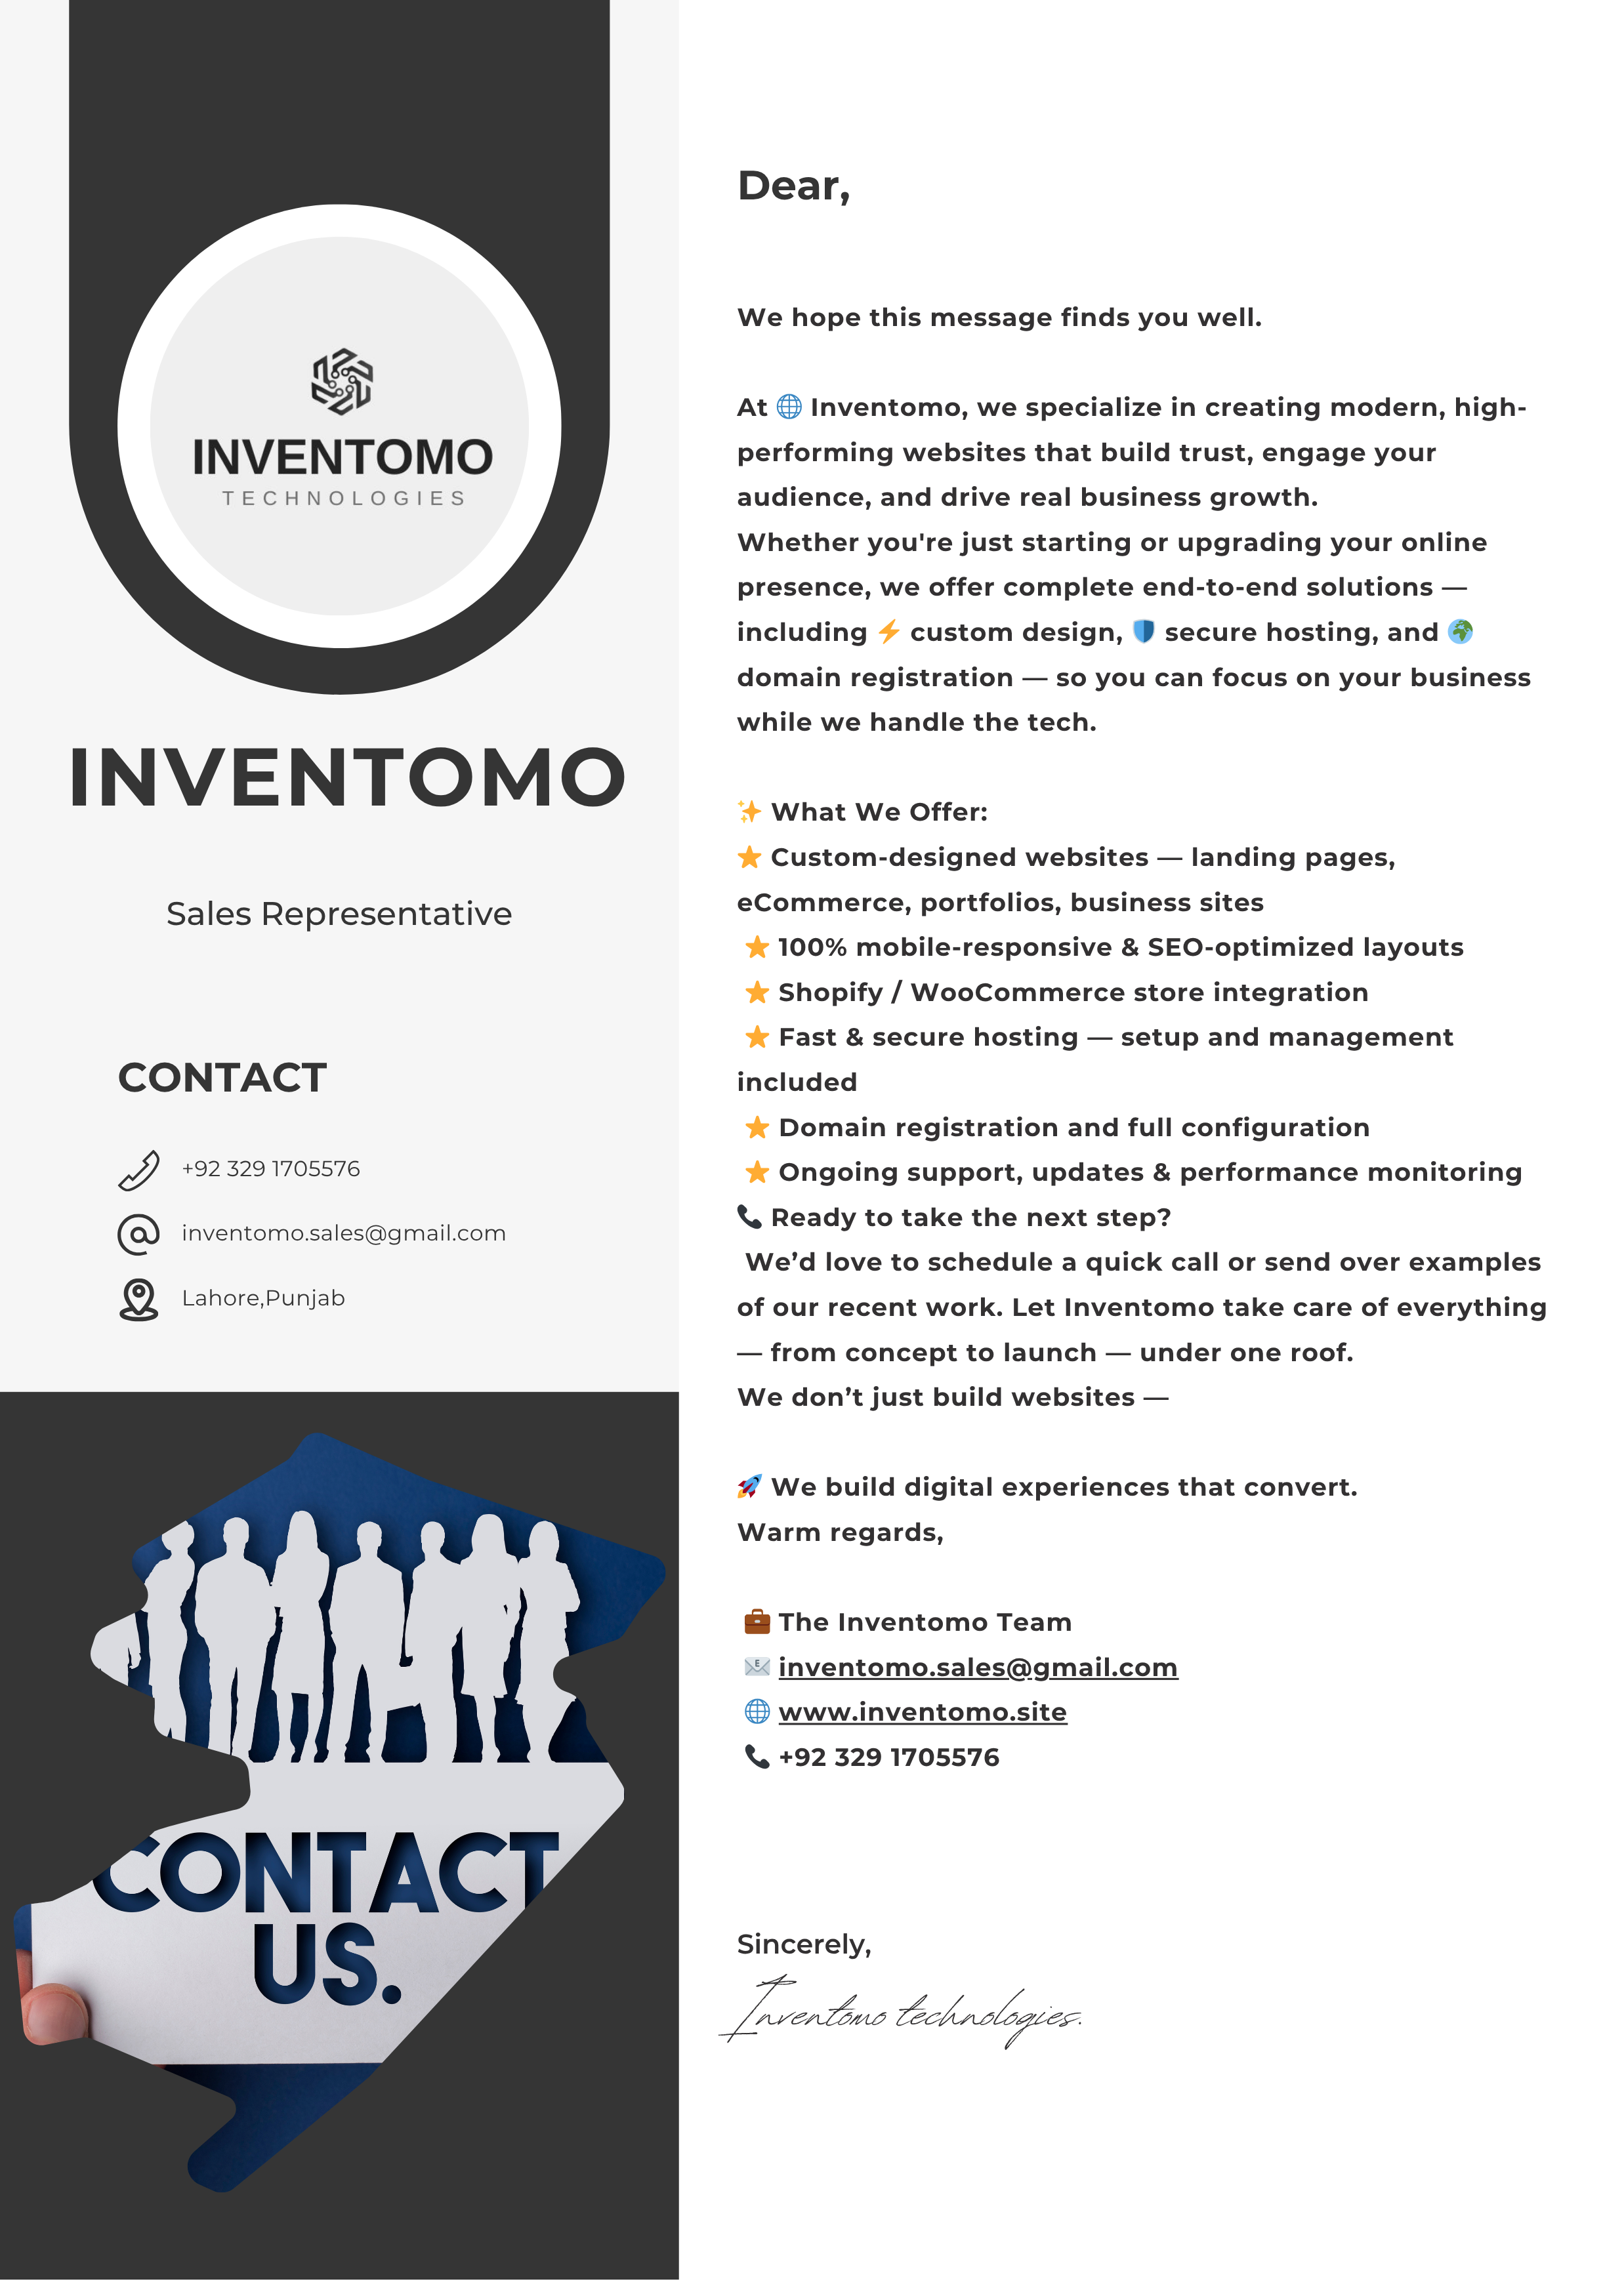 INVENTOMO
TECHNOLOGIES
INVENTOMO
Sales Representative
CONTACT
+92 329 1705576
inventomo.sales@gmail.com
Lahore,Punjab
CONTACT
US.
Dear,
We hope this message finds you well.
At 🌐 Inventomo, we specialize in creating modern, high-
performing websites that build trust, engage your
audience, and drive real business growth.
Whether you're just starting or upgrading your online
presence, we offer complete end-to-end solutions —
including ⚡ custom design, 🛡️ secure hosting, and 🌍
domain registration — so you can focus on your business
while we handle the tech.
✨ What We Offer:
⭐ Custom-designed websites — landing pages,
eCommerce, portfolios, business sites
⭐ 100% mobile-responsive & SEO-optimized layouts
⭐ Shopify / WooCommerce store integration
⭐ Fast & secure hosting — setup and management
included
⭐ Domain registration and full configuration
⭐ Ongoing support, updates & performance monitoring
📞 Ready to take the next step?
We’d love to schedule a quick call or send over examples
of our recent work. Let Inventomo take care of everything
— from concept to launch — under one roof.
We don’t just build websites —
🚀 We build digital experiences that convert.
Warm regards,
💼 The Inventomo Team
📧 inventomo.sales@gmail.com
🌐 www.inventomo.site
📞 +92 329 1705576
Sincerely,
Inventomo technologies.